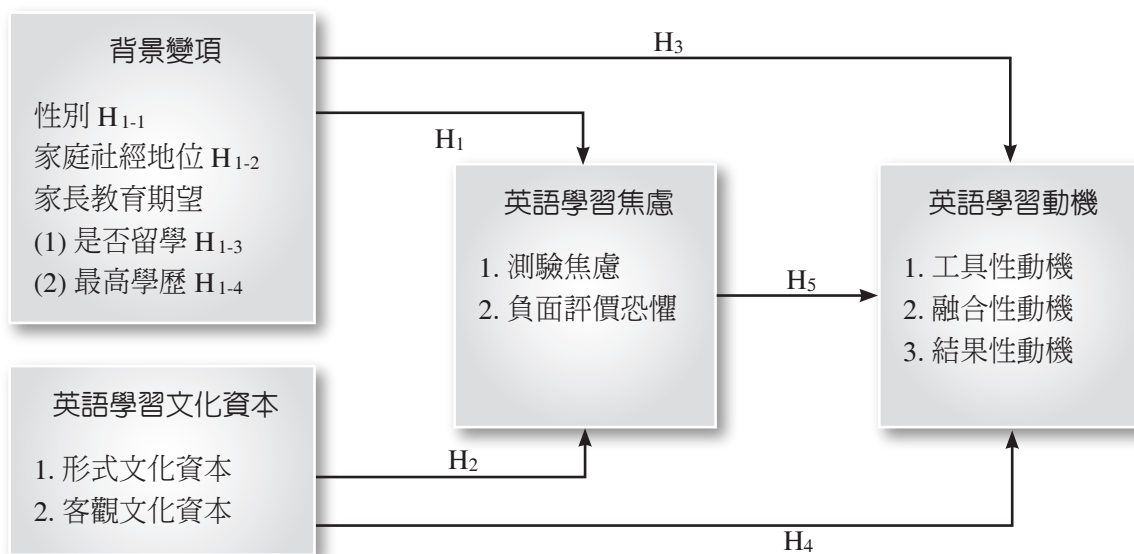 背景變項
性別 H1-1
家庭社經地位 H1-2
家長教育期望
(1) 是否留學 H1-3
(2) 最高學歷 H1-4
英語學習文化資本
1. 形式文化資本
2. 客觀文化資本
H3
H1
英語學習焦慮
1. 測驗焦慮
2. 負面評價恐懼
H2
H5
英語學習動機
1. 工具性動機
2. 融合性動機
3. 結果性動機
H4